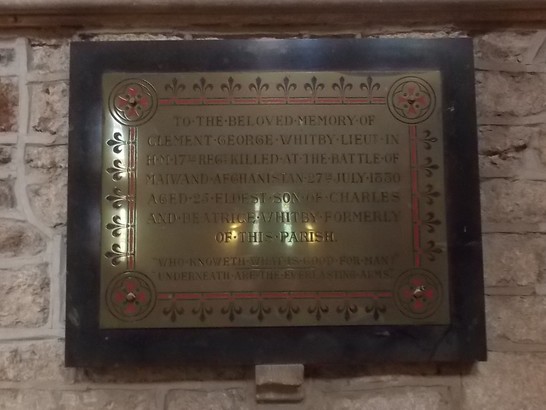 TO·THE·BELOVED·MEMORY·OF
CLEMENT·GEORGE·WHITBY·LIEUT·IN
H·M·17TH REGT KILLED·AT·THE·BATTLE·OF
MAIWAND·AFGHANISTAN·27TH JULY·1880
AGED·25·ELDEST·SON·OF·CHARLES
AND·BEATRICE·WHITBY·FORMERLY
OF·THIS·PARISH
"WHO·KNOWETH·WHAT·IS·GOOD·FOR·MAN?"
UNDERNEATH·ARE·THE·EVERLASTING·ARMS."